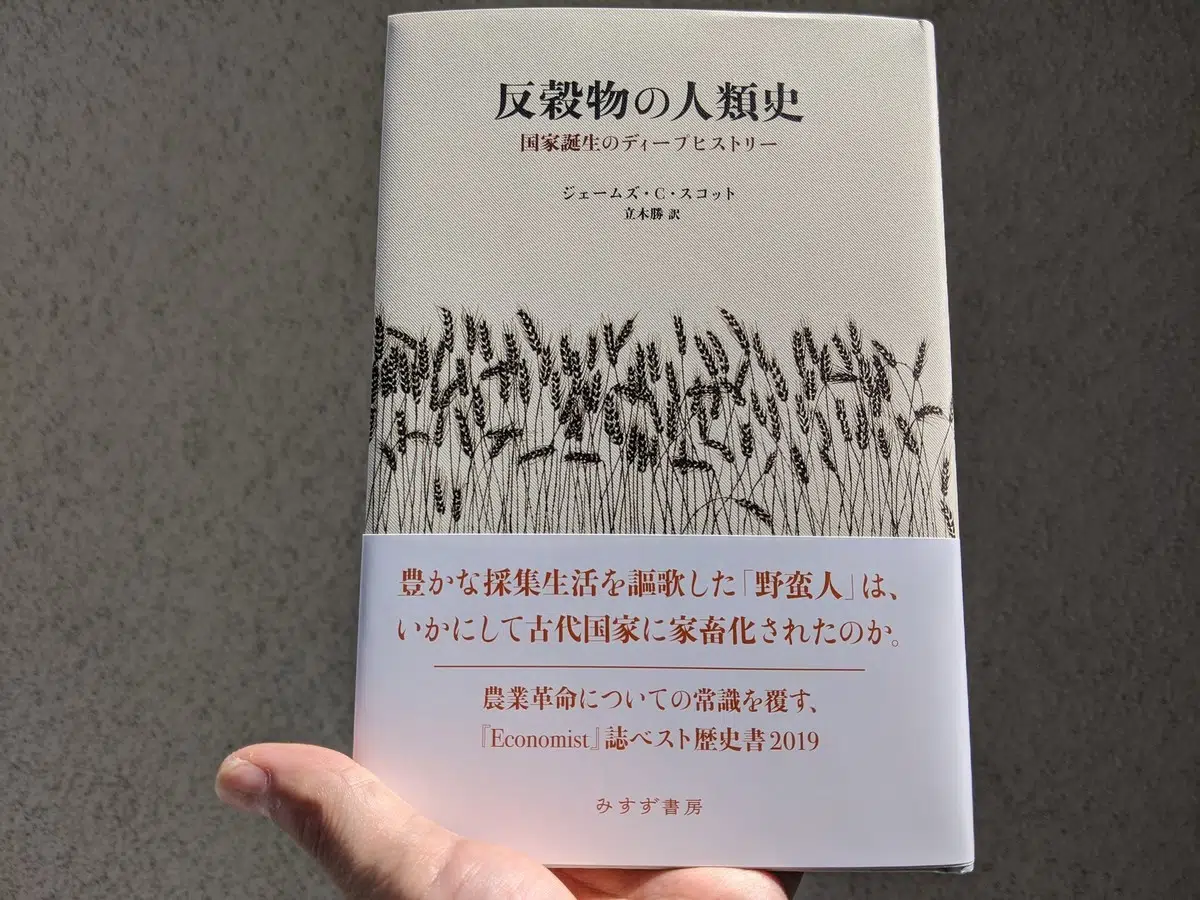 反穀物の人類史
国家誕生のディープヒストリー
ジェームズ・C・スコット
立木勝 訳
豊かな採集生活を謳歌した「野蛮人」は、
いかにして古代国家に家畜化されたのか。
農業革命についての常識を覆す、
『Economist』誌ベスト歴史書2019
みすず書房